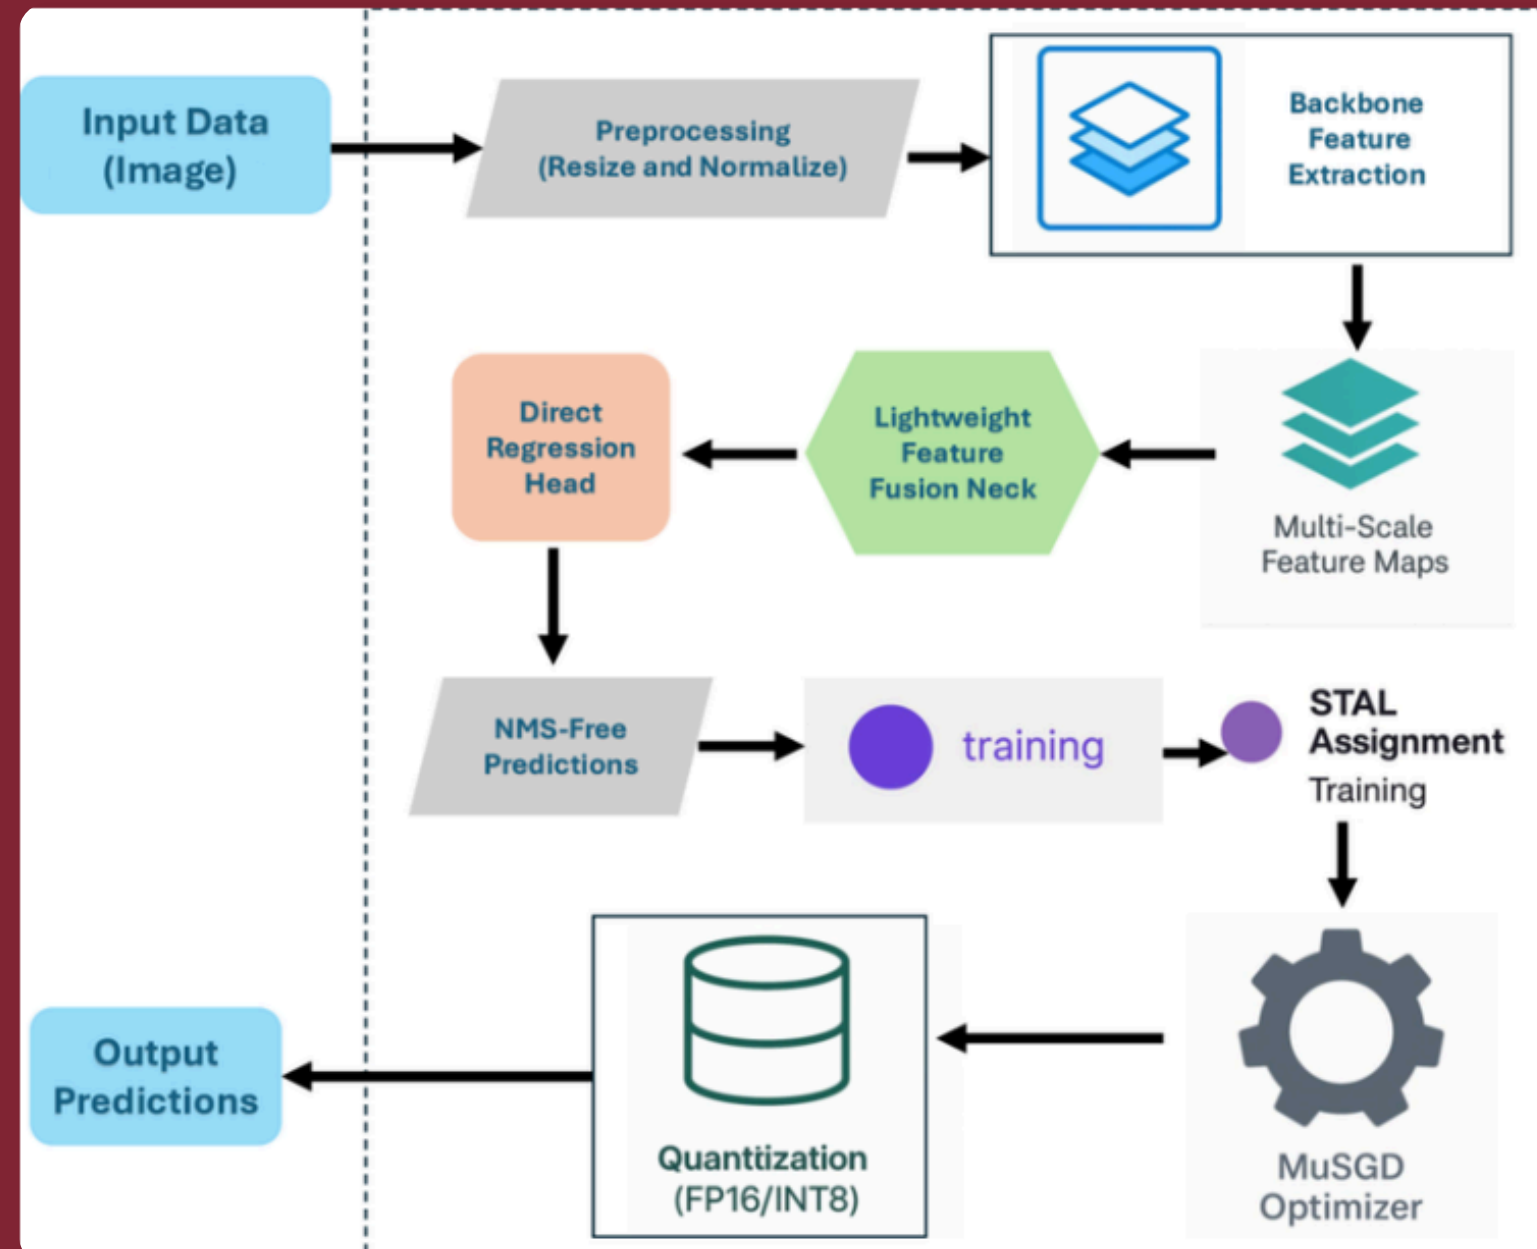 Input Data
(Image)
Preprocessing
(Resize and Normalize)
Backbone
Feature
Extraction
Direct
Regression
Head
Lightweight
Feature
Fusion Neck
Multi-Scale
Feature Maps
NMS-Free
Predictions
training
STAL
Assignment
Training
Output
Predictions
Quanttization
(FP16/INT8)
MuSGD
Optimizer